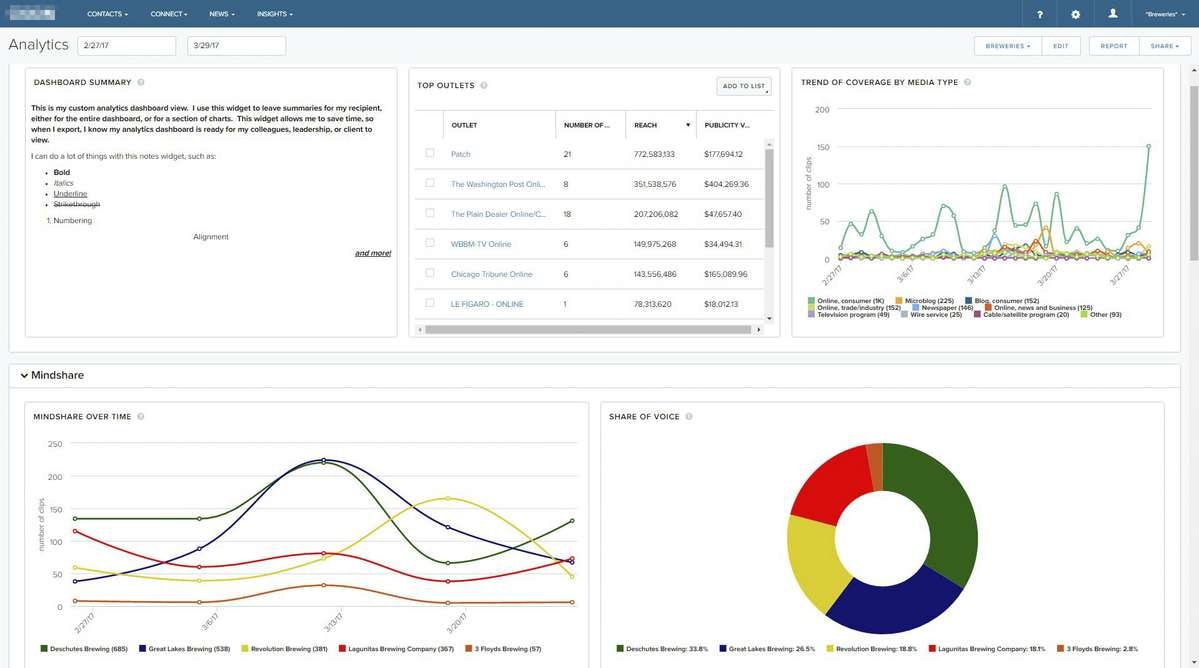 CONTACTS CONNECT NEWS INSIGHTS ? "Breweries"
Analytics 2/27/17 3/29/17 BREWERIES EDIT REPORT SHARE
DASHBOARD SUMMARY ?
This is my custom analytics dashboard view. I use this widget to leave summaries for my recipient,
either for the entire dashboard, or for a section of charts. This widget allows me to save time, so
when I export, I know my analytics dashboard is ready for my colleagues, leadership, or client to
view.
I can do a lot of things with this notes widget, such as:
• Bold
• Italics
• Underline
• Strikethrough
1. Numbering
Alignment
and more!
TOP OUTLETS ? ADD TO LIST
OUTLET NUMBER OF... REACH PUBLICITY V...
Patch 21 772,583,133 $177,694.12
The Washington Post Onli... 8 351,538,576 $404,269.36
The Plain Dealer Online/C... 18 207,206,082 $47,657.40
WBBM-TV Online 6 149,975,268 $34,494.31
Chicago Tribune Online 6 143,556,486 $165,089.96
LE FIGARO - ONLINE 1 78,313,620 $18,012.13
TREND OF COVERAGE BY MEDIA TYPE ?
200
150
100
50
0
number of clips
2/27/17 3/6/17 3/13/17 3/20/17 3/27/17
Online, consumer (1K) Microblog (225) Blog, consumer (152)
Online, trade/industry (152) Newspaper (146) Online, news and business (125)
Television program (49) Wire service (25) Cable/satellite program (20) Other (93)
Mindshare
MINDSHARE OVER TIME ?
250
200
150
100
50
0
number of clips
2/27/17 3/6/17 3/13/17 3/20/17
Deschutes Brewing (685) Great Lakes Brewing (538) Revolution Brewing (381) Lagunitas Brewing Company (367) 3 Floyds Brewing (57)
SHARE OF VOICE ?
Deschutes Brewing: 33.8% Great Lakes Brewing: 26.5% Revolution Brewing: 18.8% Lagunitas Brewing Company: 18.1% 3 Floyds Brewing: 2.8%